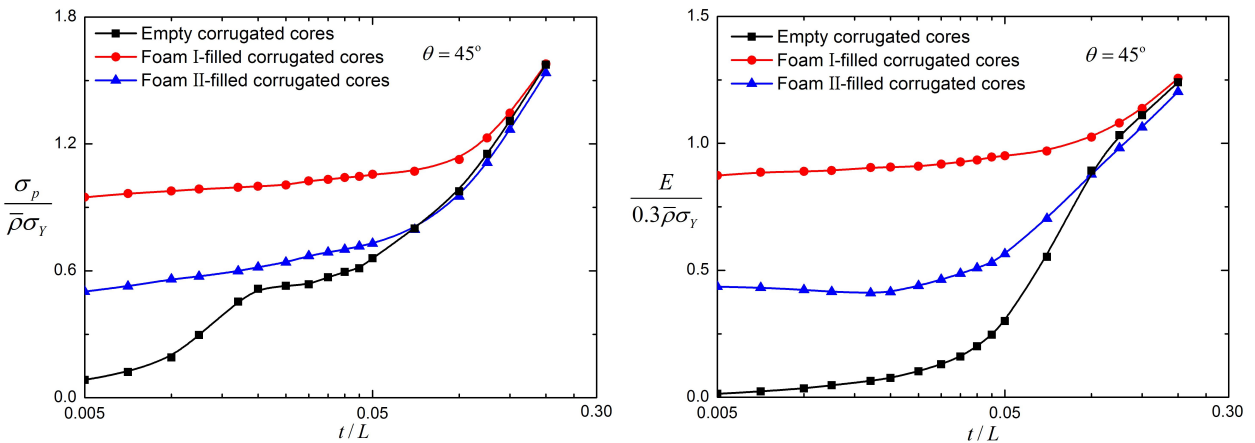 1.8
1.2
0.6
0.0
σp
ρ̄σY
Empty corrugated cores
Foam I-filled corrugated cores
Foam II-filled corrugated cores
θ = 45°
0.005
0.05
0.30
t / L
1.5
1.0
0.5
0.0
E
0.3ρ̄σY
Empty corrugated cores
Foam I-filled corrugated cores
Foam II-filled corrugated cores
θ = 45°
0.005
0.05
0.30
t / L